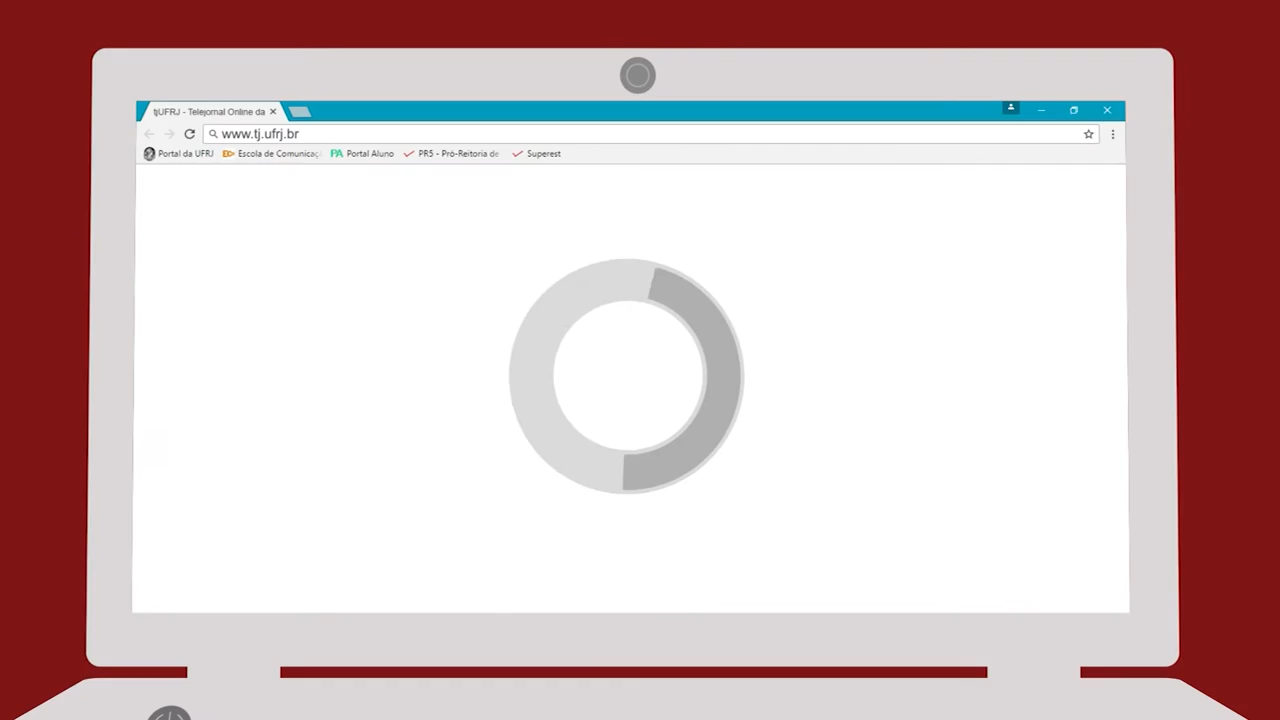 tjUFRJ - Telejornal Online da
www.tj.ufrj.br
Portal da UFRJ Escola de Comunicaç PA Portal Aluno PR5 - Pró-Reitoria de Superest